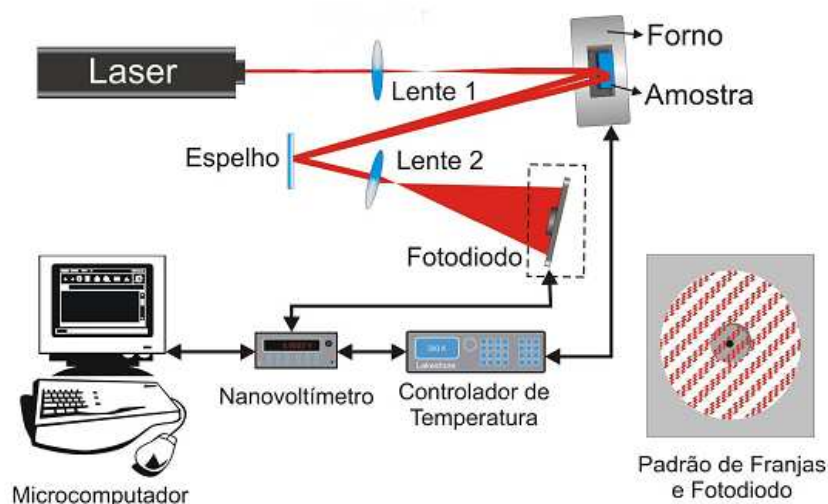 Laser
Lente 1
Forno
Amostra
Espelho
Lente 2
Fotodiodo
Nanovoltímetro
Controlador de
Temperatura
Microcomputador
Padrão de Franjas
e Fotodiodo